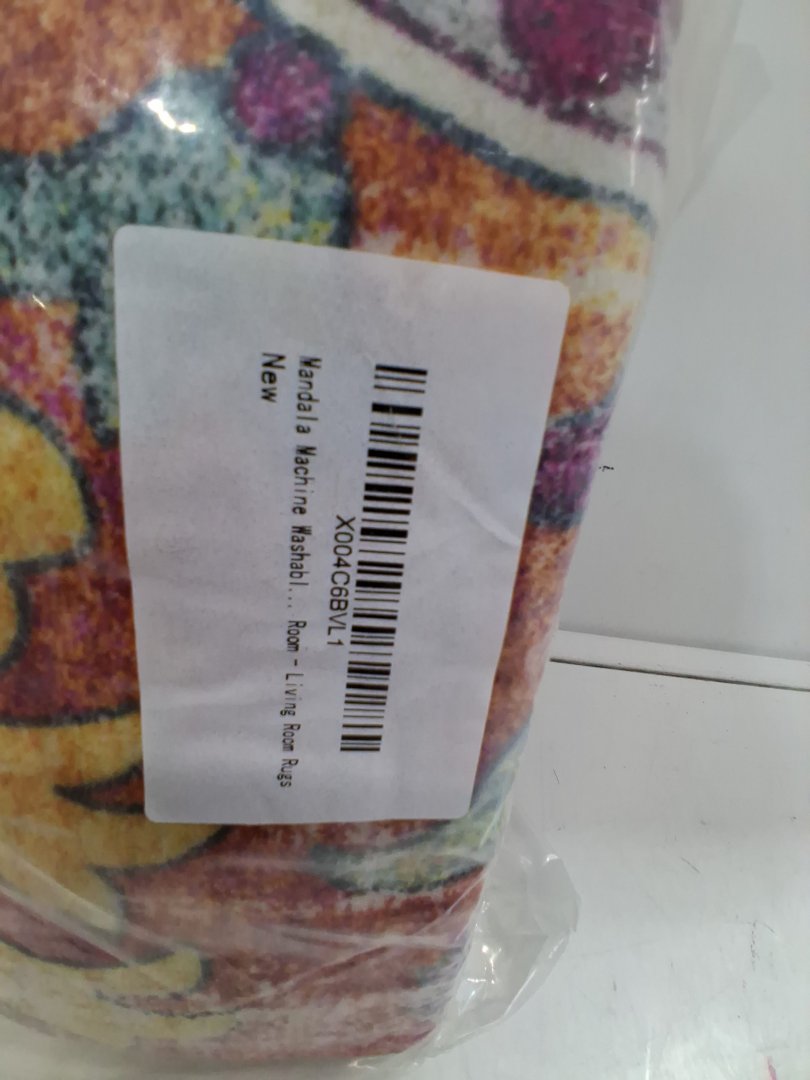 X004C6BVL1
Mandala Machine Washabl... Room - Living Room Rugs
New